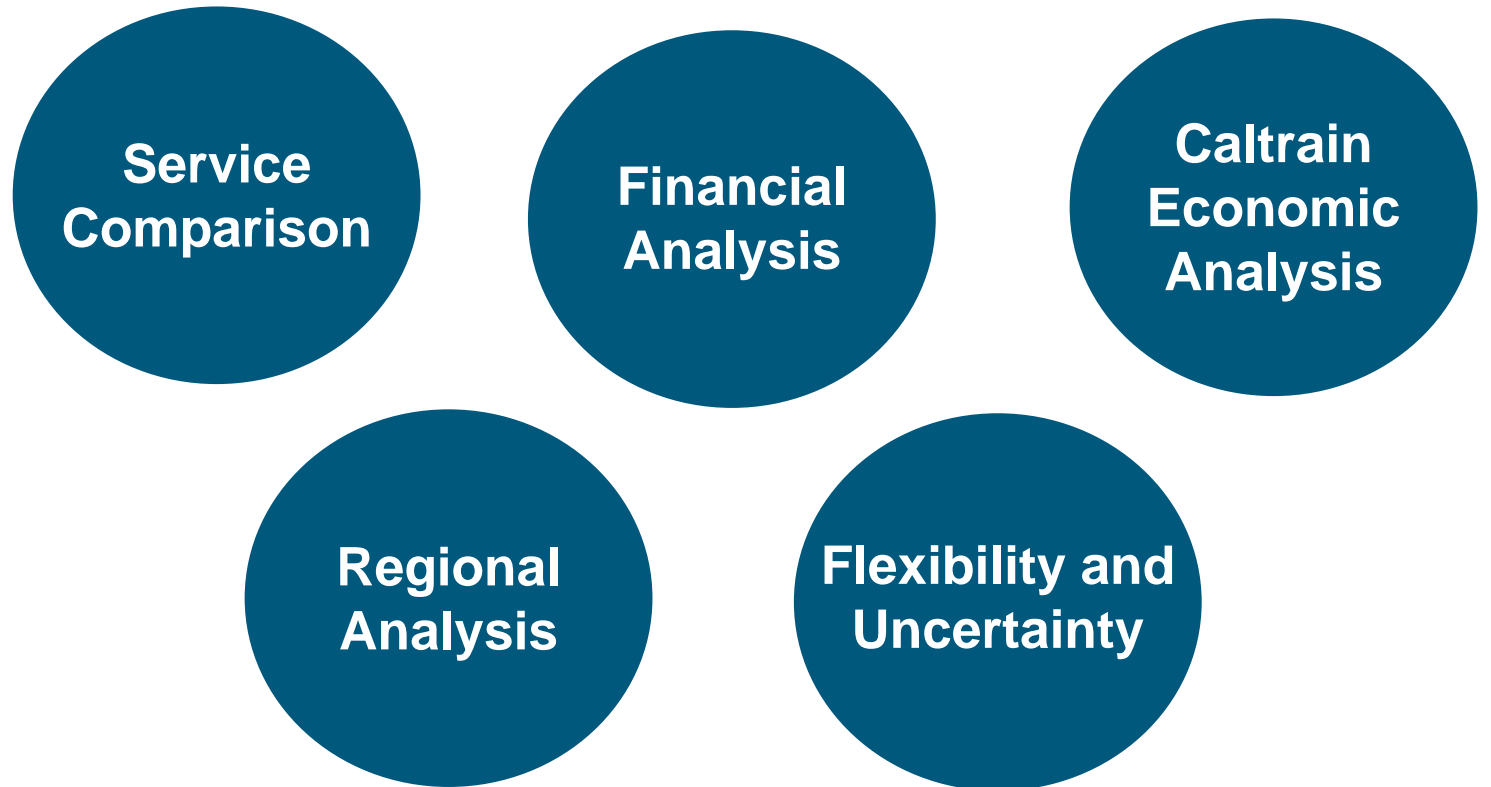 Service
Comparison
Financial
Analysis
Caltrain
Economic
Analysis
Regional
Analysis
Flexibility and
Uncertainty